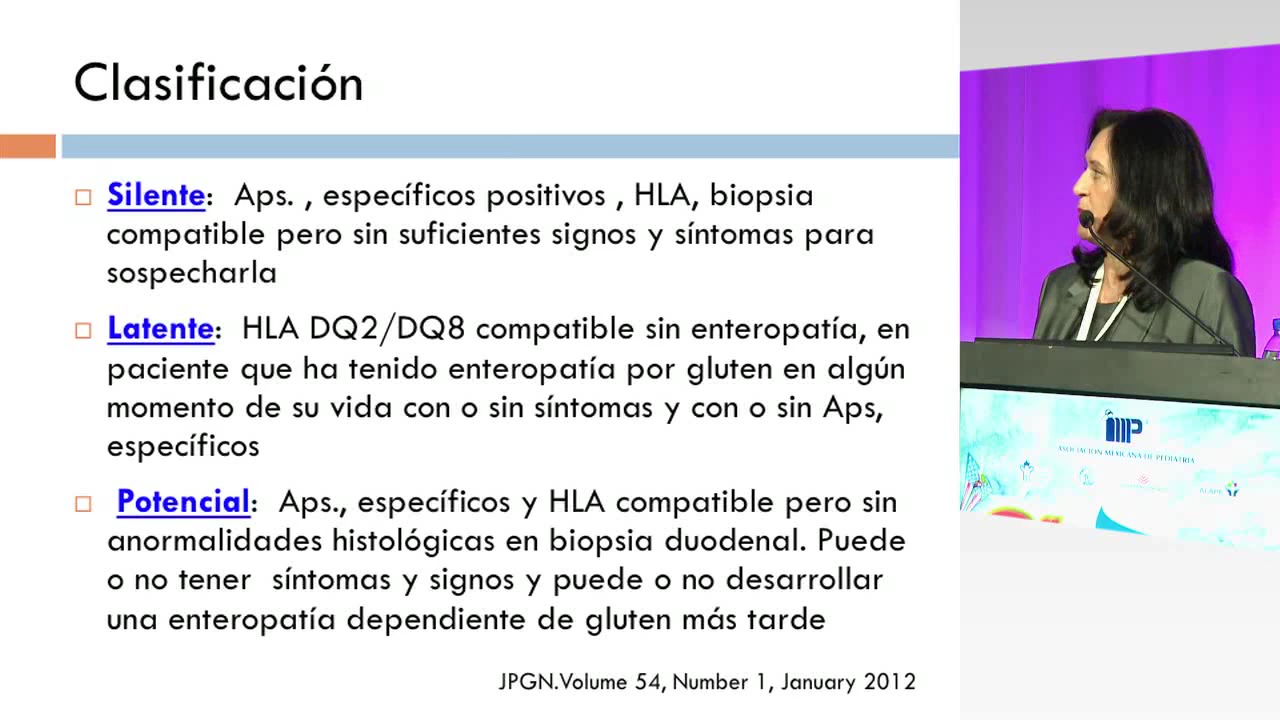 Clasificación
Silente: Aps. , específicos positivos , HLA, biopsia
compatible pero sin suficientes signos y síntomas para
sospecharla
Latente: HLA DQ2/DQ8 compatible sin enteropatía, en
paciente que ha tenido enteropatía por gluten en algún
momento de su vida con o sin síntomas y con o sin Aps,
específicos
Potencial: Aps., específicos y HLA compatible pero sin
anormalidades histológicas en biopsia duodenal. Puede
o no tener síntomas y signos y puede o no desarrollar
una enteropatía dependiente de gluten más tarde
JPGN.Volume 54, Number 1, January 2012
ASOCIACIÓN MEXICANA DE PEDIATRÍA